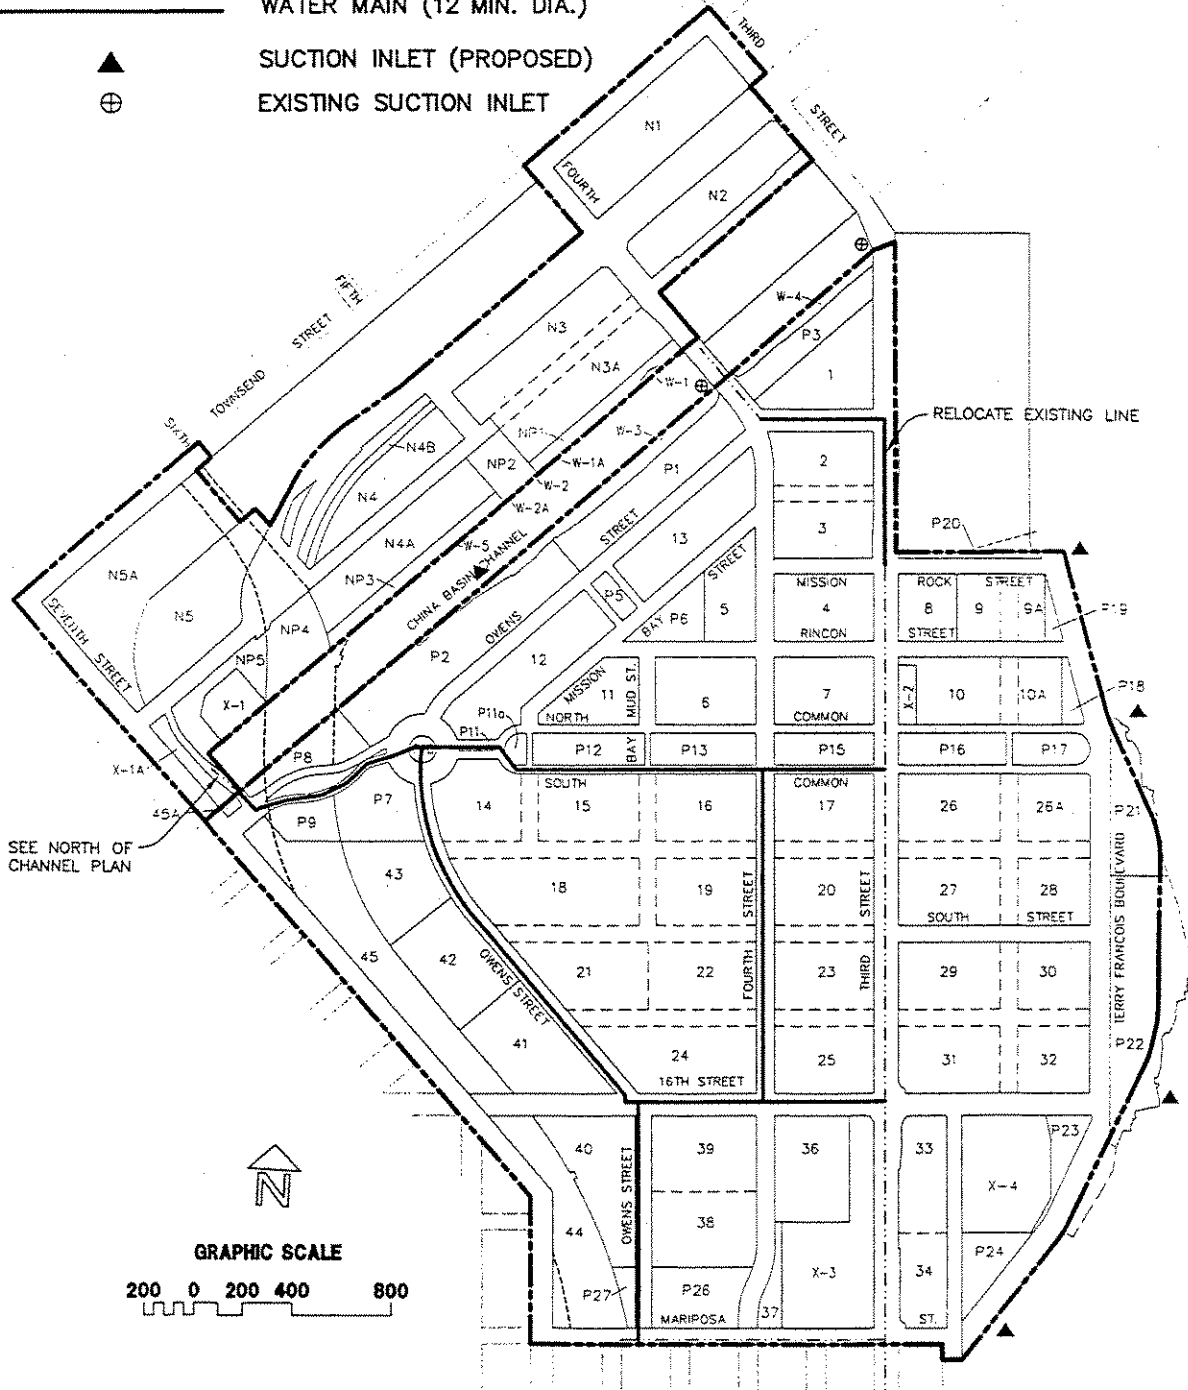 WATER MAIN (12 MIN. DIA.)
SUCTION INLET (PROPOSED)
EXISTING SUCTION INLET
THIRD
STREET
N1
FOURTH
N2
FIFTH
STREET
TOWNSEND
SIXTH
N3
N3A
W-4
P3
1
W-1
RELOCATE EXISTING LINE
N4B
NP1
W-3
NP2
W-1A
P1
2
N4
W-2
W-2A
STREET
3
P20
N4A
W-5
13
CHINA BASIN CHANNEL
STREET
N5A
NP3
MISSION
ROCK
STREET
P5
5
4
8
9
9A
P19
N5
SEVENTH
STREET
NP4
OWENS
BAY
P6
RINCON
STREET
P2
12
NP5
MISSION
11
MUD ST.
6
7
X-2
10
10A
P18
X-1
NORTH
COMMON
P11a
P11
P8
P12
BAY
P13
P15
P16
P17
X-1A
SOUTH
COMMON
P7
14
15
16
17
26
26A
P21
45A
P9
SEE NORTH OF
CHANNEL PLAN
43
18
19
STREET
20
STREET
27
28
SOUTH
STREET
TERRY FRANCOIS BOULEVARD
45
42
OWENS STREET
21
22
FOURTH
23
THIRD
29
30
41
24
25
31
32
P22
16TH STREET
40
OWENS STREET
39
36
33
P23
X-4
44
38
P24
GRAPHIC SCALE
N
X-3
34
200 0 200 400 800
P27
P26
37
MARIPOSA
ST.